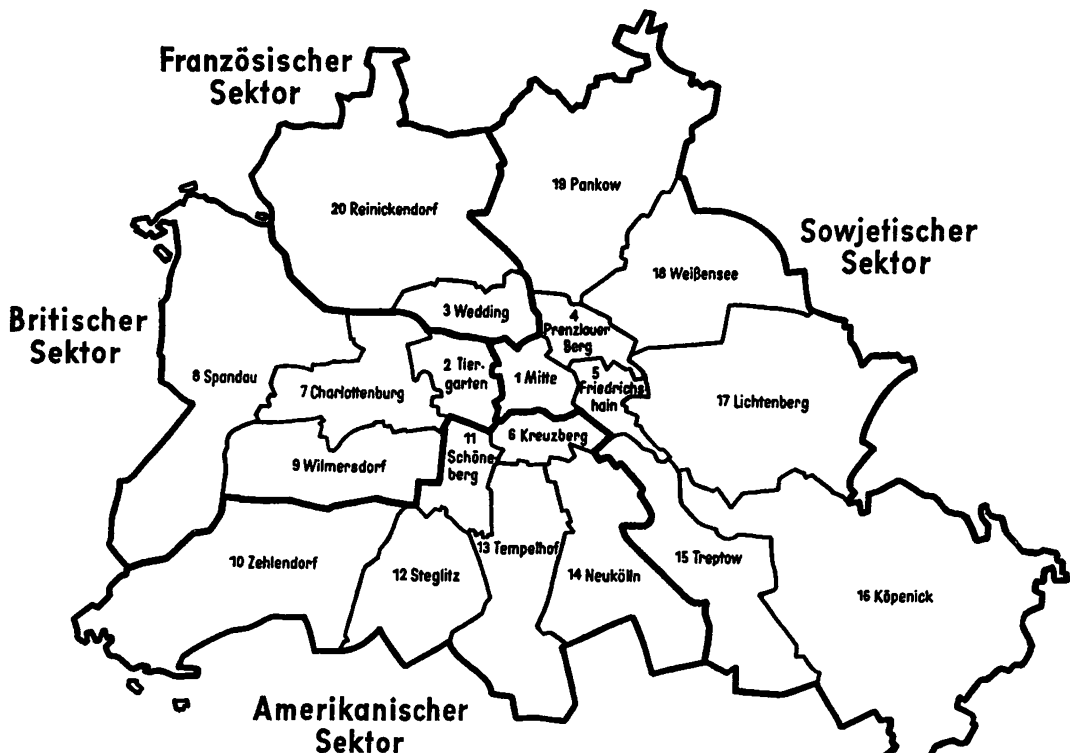 Französischer
Sektor
19 Pankow
20 Reinickendorf
Sowjetischer
Sektor
18 Weißensee
3 Wedding
4
Prenzlauer
Berg
Britischer
Sektor
8 Spandau
7 Charlottenburg
2 Tier-
garten
1 Mitte
5
Friedrichs-
hain
17 Lichtenberg
6 Kreuzberg
11
Schöne
berg
9 Wilmersdorf
10 Zehlendorf
12 Steglitz
13 Tempelhof
14 Neukölln
15 Treptow
16 Köpenick
Amerikanischer
Sektor